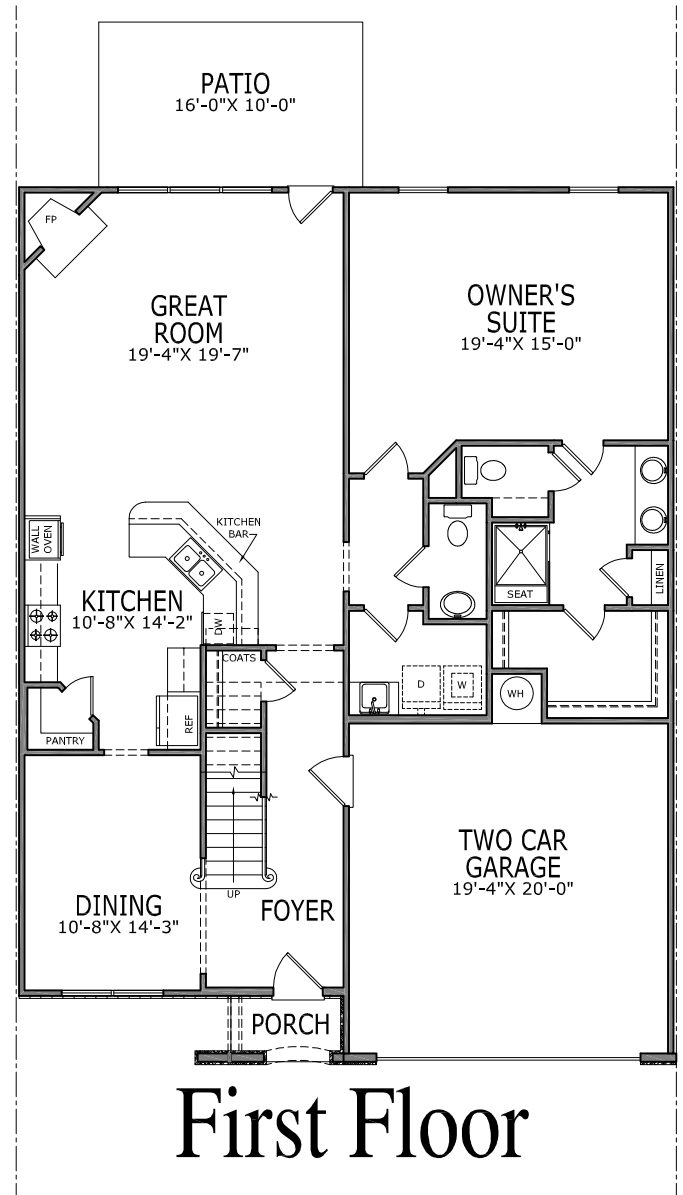 PATIO
16'-0"X 10'-0"
FP
GREAT
ROOM
19'-4"X 19'-7"
OWNER'S
SUITE
19'-4"X 15'-0"
KITCHEN
BAR
WALL
OVEN
KITCHEN
10'-8"X 14'-2"
DW
SEAT
LINEN
COATS
D
W
WH
REF
PANTRY
TWO CAR
GARAGE
19'-4"X 20'-0"
UP
DINING
10'-8"X 14'-3"
FOYER
PORCH
First Floor